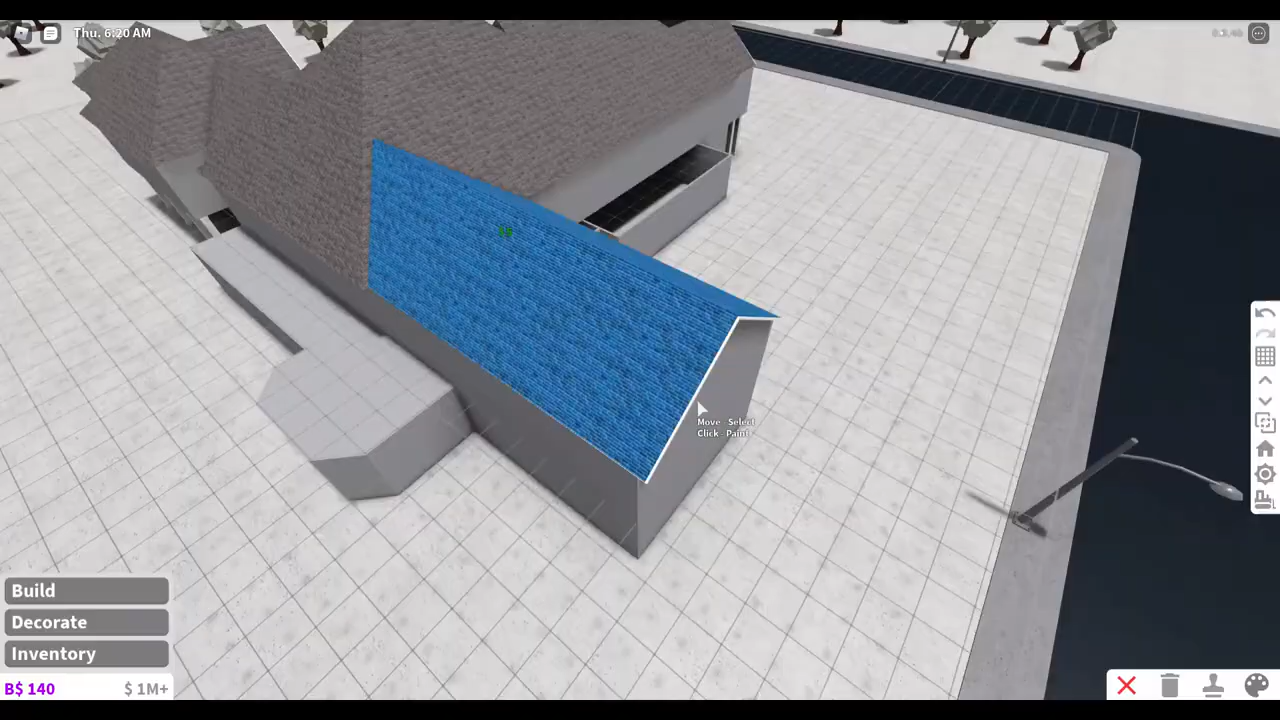 Thu. 6:20 AM
Move - Select
Click - Paint
Build
Decorate
Inventory
B$ 140
$ 1M+